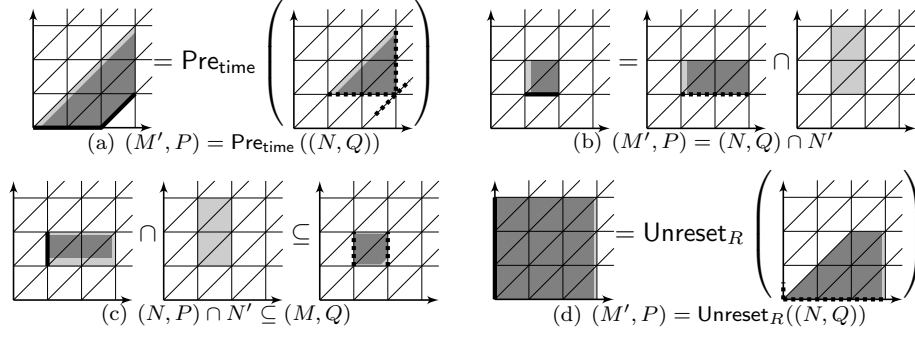 = Pre_time ( )
= ∩
(a) (M′, P) = Pre_time((N, Q))
(b) (M′, P) = (N, Q) ∩ N′
∩ ⊆
= Unreset_R ( )
(c) (N, P) ∩ N′ ⊆ (M, Q)
(d) (M′, P) = Unreset_R((N, Q))